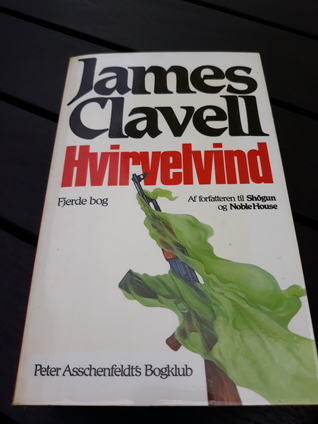 James
Clavell
Hvirvelvind
Fjerde bog
Af forfatteren til Shōgun
og Noble House
Peter Asschenfeldt's Bogklub